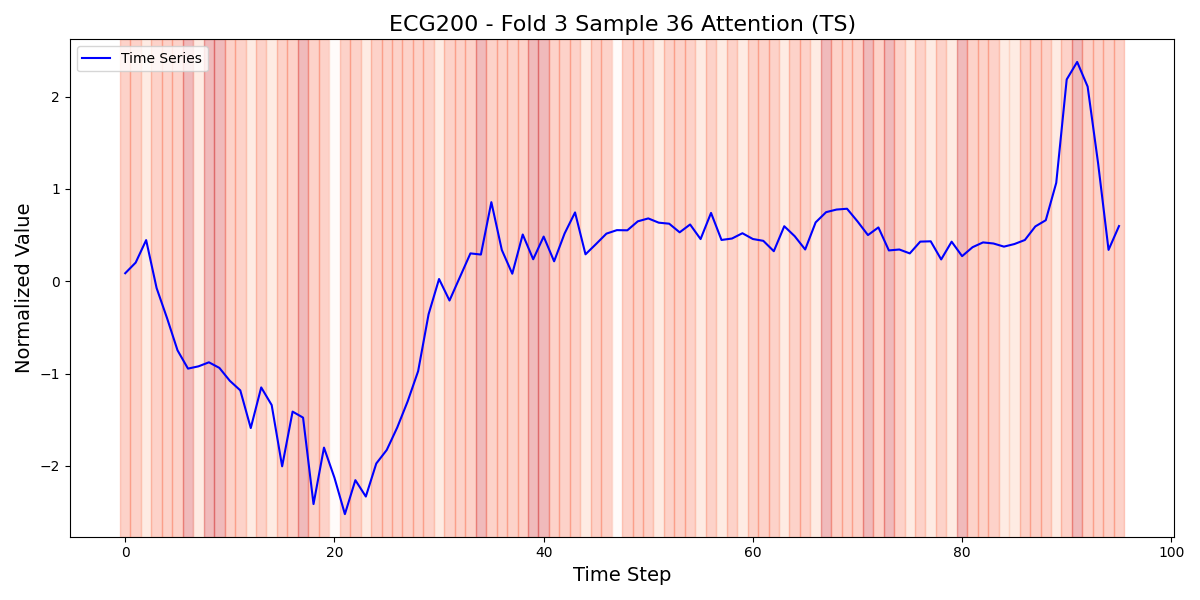 ECG200 - Fold 3 Sample 36 Attention (TS)
Time Series
Normalized Value
2
1
0
−1
−2
0 20 40 60 80 100
Time Step